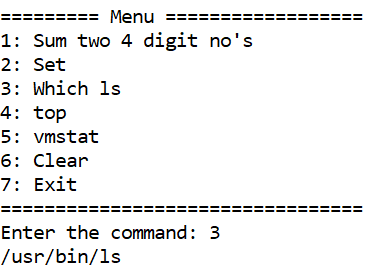 ========= Menu ==================
1: Sum two 4 digit no's
2: Set
3: Which ls
4: top
5: vmstat
6: Clear
7: Exit
=================================
Enter the command: 3
/usr/bin/ls